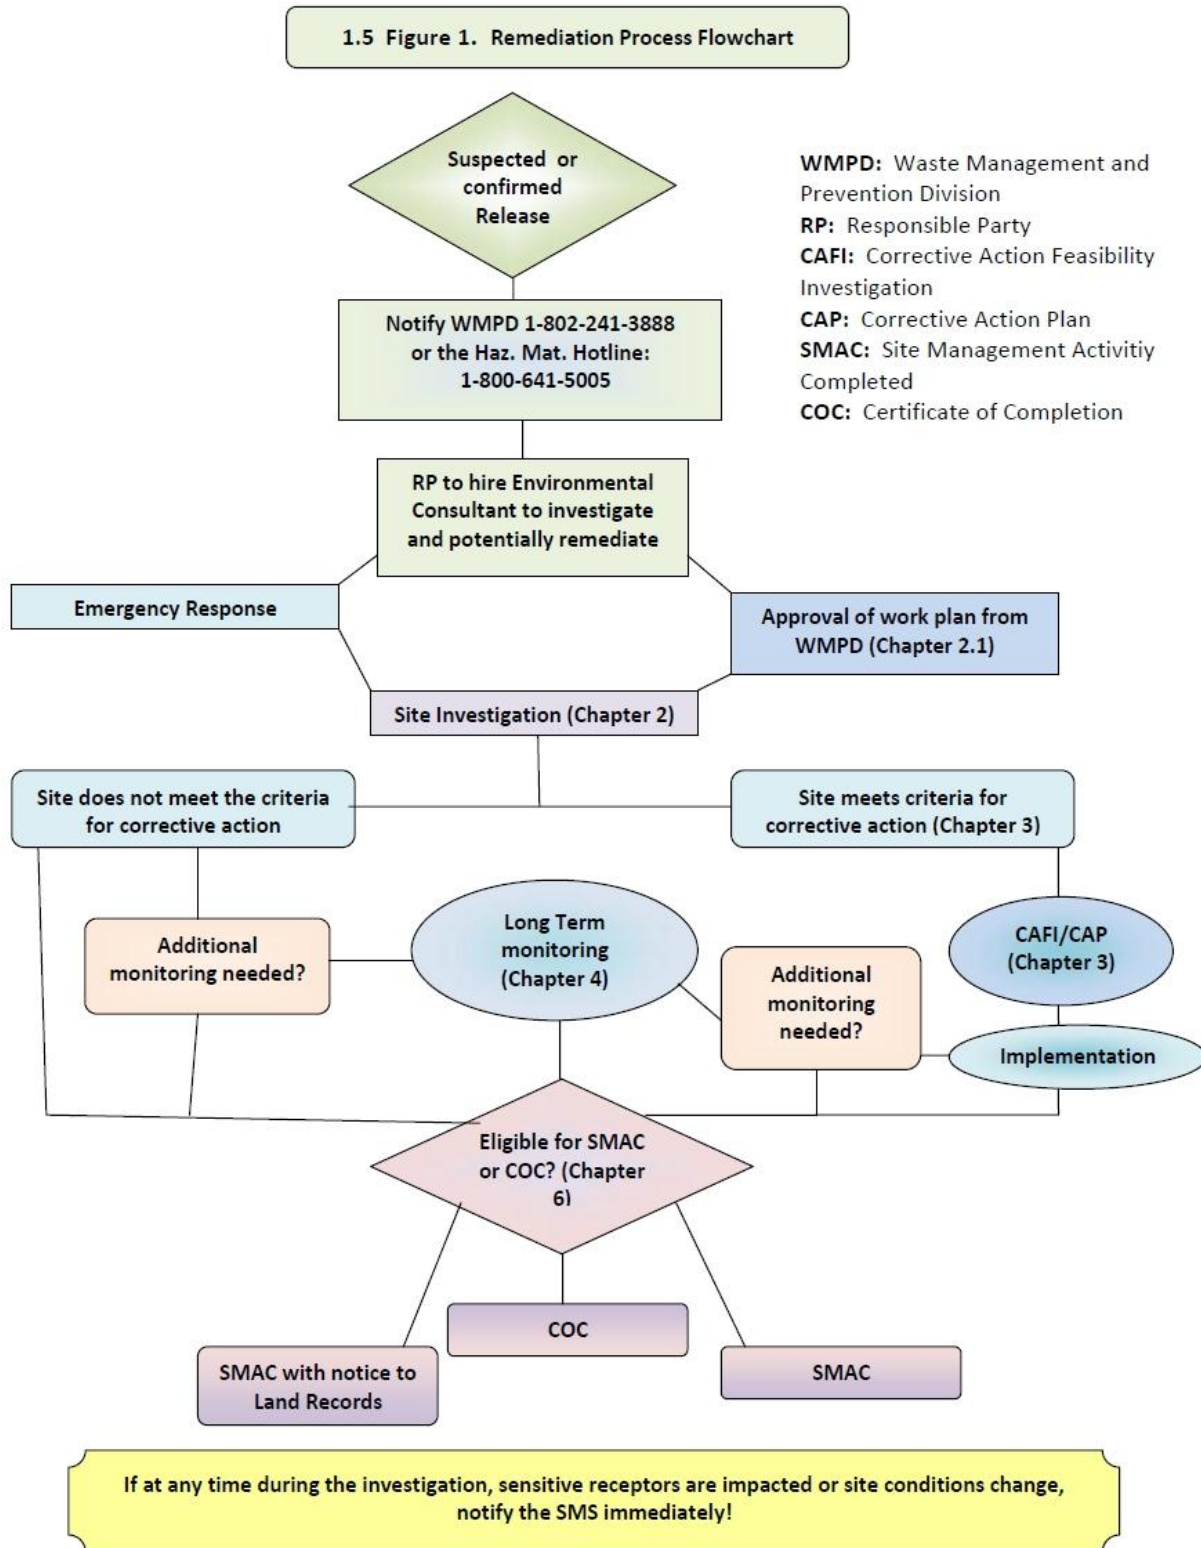 1.5 Figure 1. Remediation Process Flowchart
Suspected or
confirmed
Release
WMPD: Waste Management and
Prevention Division
RP: Responsible Party
CAFI: Corrective Action Feasibility
Investigation
CAP: Corrective Action Plan
SMAC: Site Management Activitiy
Completed
COC: Certificate of Completion
Notify WMPD 1-802-241-3888
or the Haz. Mat. Hotline:
1-800-641-5005
RP to hire Environmental
Consultant to investigate
and potentially remediate
Emergency Response
Approval of work plan from
WMPD (Chapter 2.1)
Site Investigation (Chapter 2)
Site does not meet the criteria
for corrective action
Site meets criteria for
corrective action (Chapter 3)
Additional
monitoring needed?
Long Term
monitoring
(Chapter 4)
Additional
monitoring
needed?
CAFI/CAP
(Chapter 3)
Implementation
Eligible for SMAC
or COC? (Chapter
6)
SMAC with notice to
Land Records
COC
SMAC
If at any time during the investigation, sensitive receptors are impacted or site conditions change,
notify the SMS immediately!